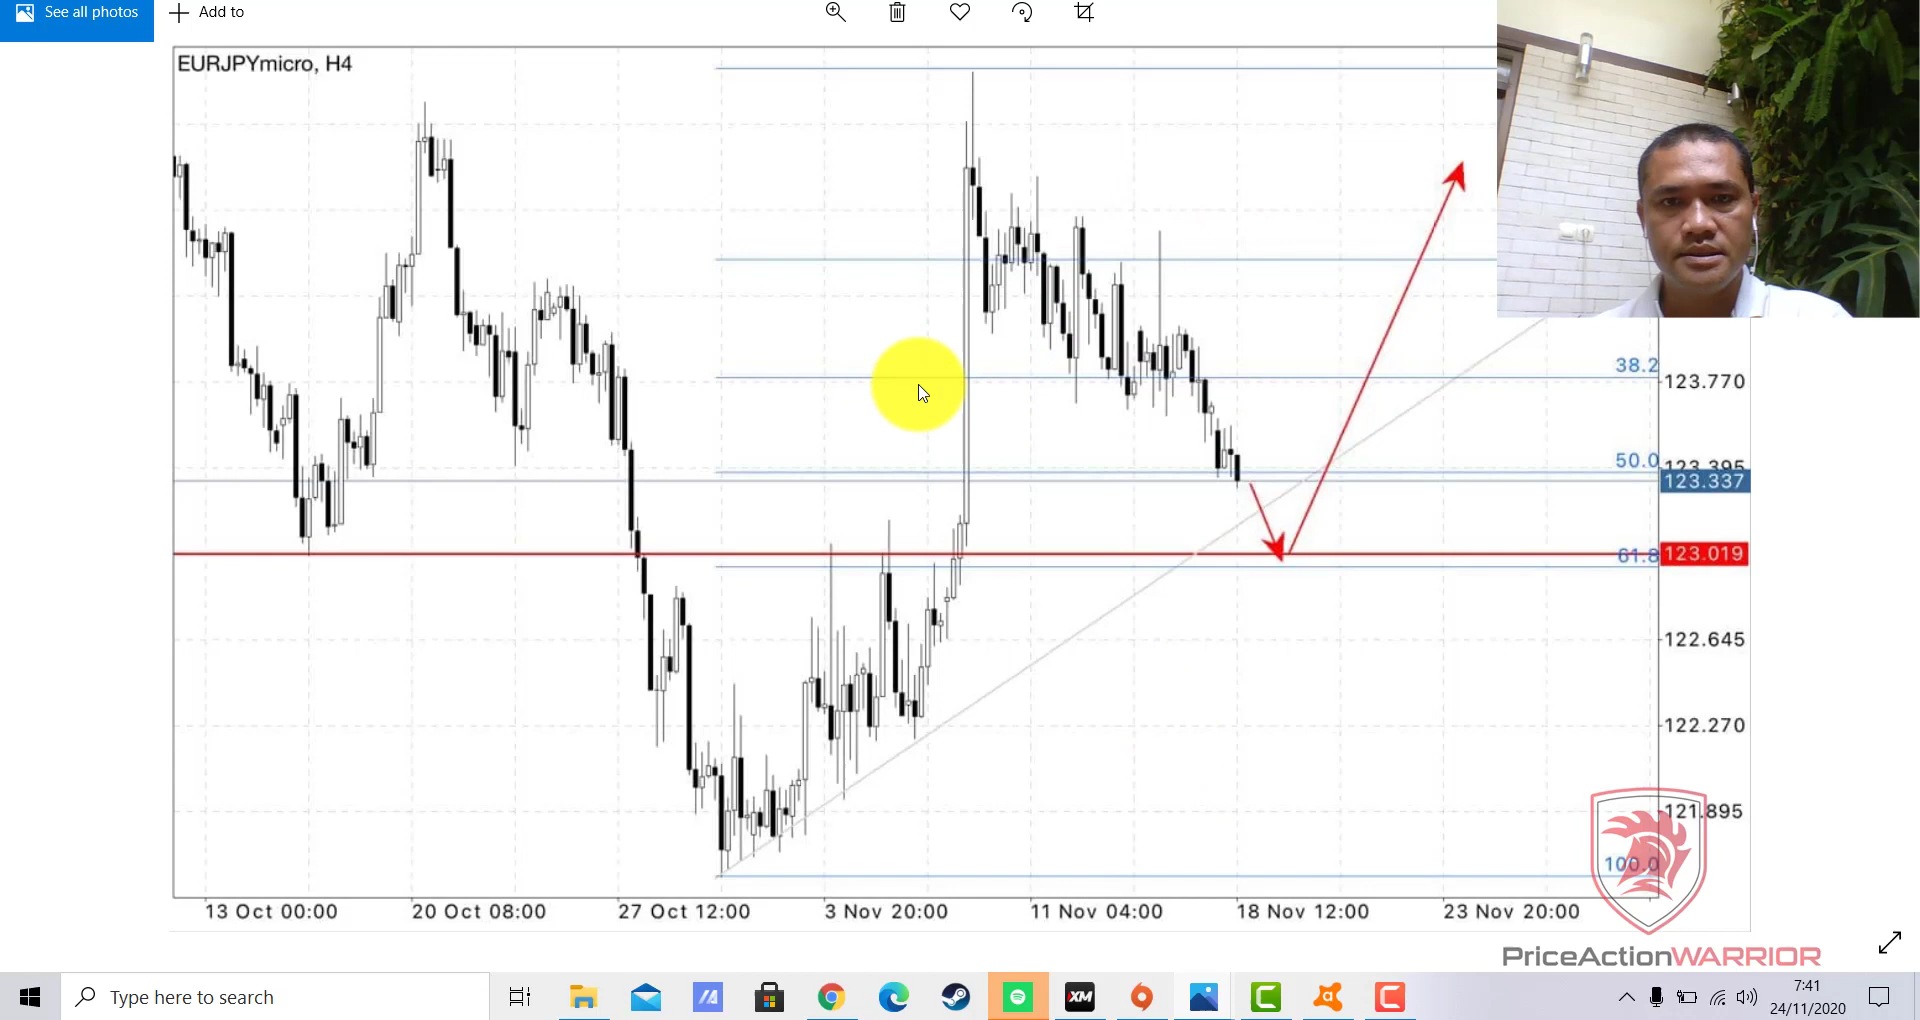 See all photos
Add to
EURJPYmicro, H4
38.2
123.770
50.0
123.395
123.337
61.8
123.019
122.645
122.270
121.895
100.0
13 Oct 00:00
20 Oct 08:00
27 Oct 12:00
3 Nov 20:00
11 Nov 04:00
18 Nov 12:00
23 Nov 20:00
PriceActionWARRIOR
Type here to search
XM
7:41
24/11/2020